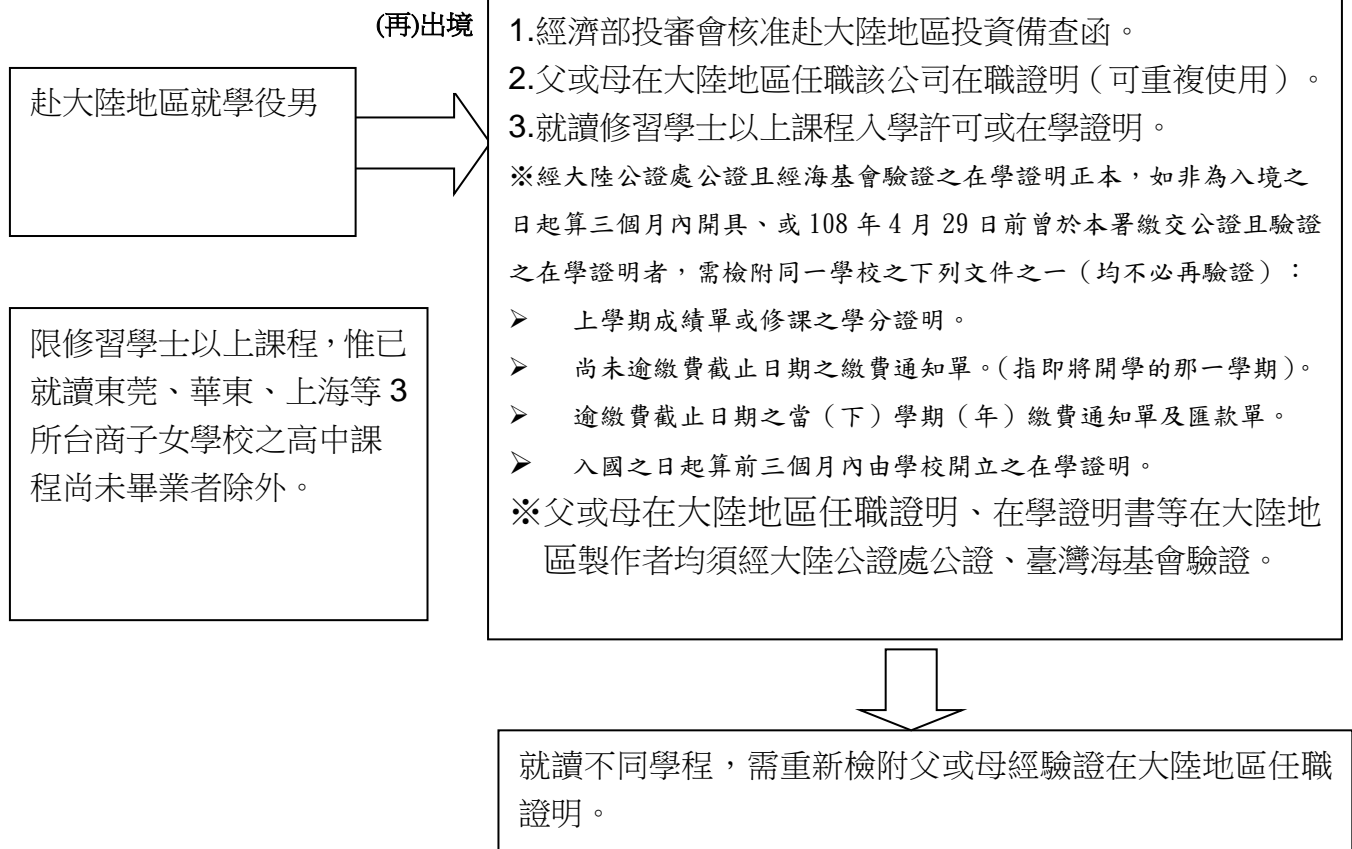 (再)出境
赴大陸地區就學役男
1.經濟部投審會核准赴大陸地區投資備查函。
2.父或母在大陸地區任職該公司在職證明（可重複使用）。
3.就讀修習學士以上課程入學許可或在學證明。
※經大陸公證處公證且經海基會驗證之在學證明正本，如非為入境之
日起算三個月內開具、或 108 年 4 月 29 日前曾於本署繳交公證且驗證
之在學證明者，需檢附同一學校之下列文件之一（均不必再驗證）：
➢ 上學期成績單或修課之學分證明。
➢ 尚未逾繳費截止日期之繳費通知單。(指即將開學的那一學期)。
➢ 逾繳費截止日期之當（下）學期（年）繳費通知單及匯款單。
➢ 入國之日起算前三個月內由學校開立之在學證明。
※父或母在大陸地區任職證明、在學證明書等在大陸地
區製作者均須經大陸公證處公證、臺灣海基會驗證。
限修習學士以上課程，惟已
就讀東莞、華東、上海等 3
所台商子女學校之高中課
程尚未畢業者除外。
就讀不同學程，需重新檢附父或母經驗證在大陸地區任職
證明。